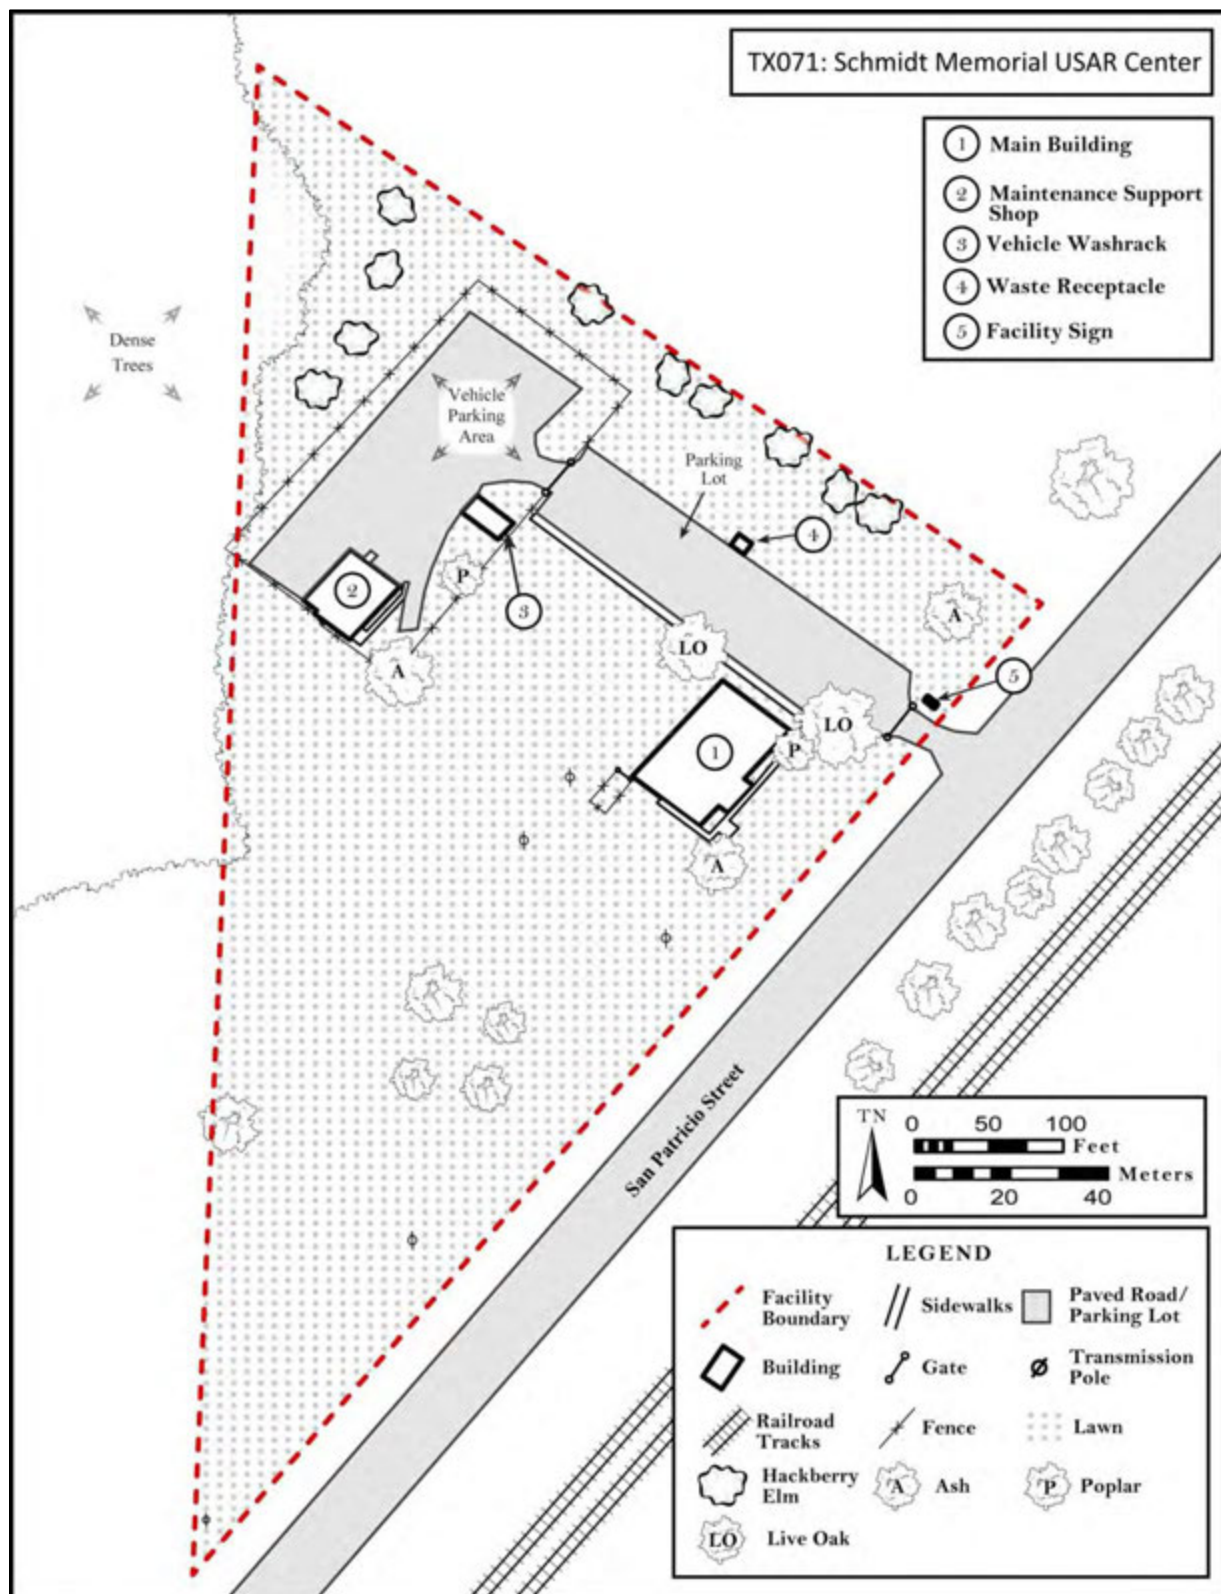 TX071: Schmidt Memorial USAR Center
1 Main Building
2 Maintenance Support
Shop
3 Vehicle Washrack
4 Waste Receptacle
5 Facility Sign
Dense
Trees
Vehicle
Parking
Area
Parking
Lot
4
2
P
3
A
LO
A
5
LO
P
1
A
San Patricio Street
TN
0 50 100
Feet
Meters
0 20 40
LEGEND
Facility
Boundary
Sidewalks
Paved Road/
Parking Lot
Building
Gate
Transmission
Pole
Railroad
Tracks
Fence
Lawn
Hackberry
Elm
A Ash
P Poplar
LO Live Oak